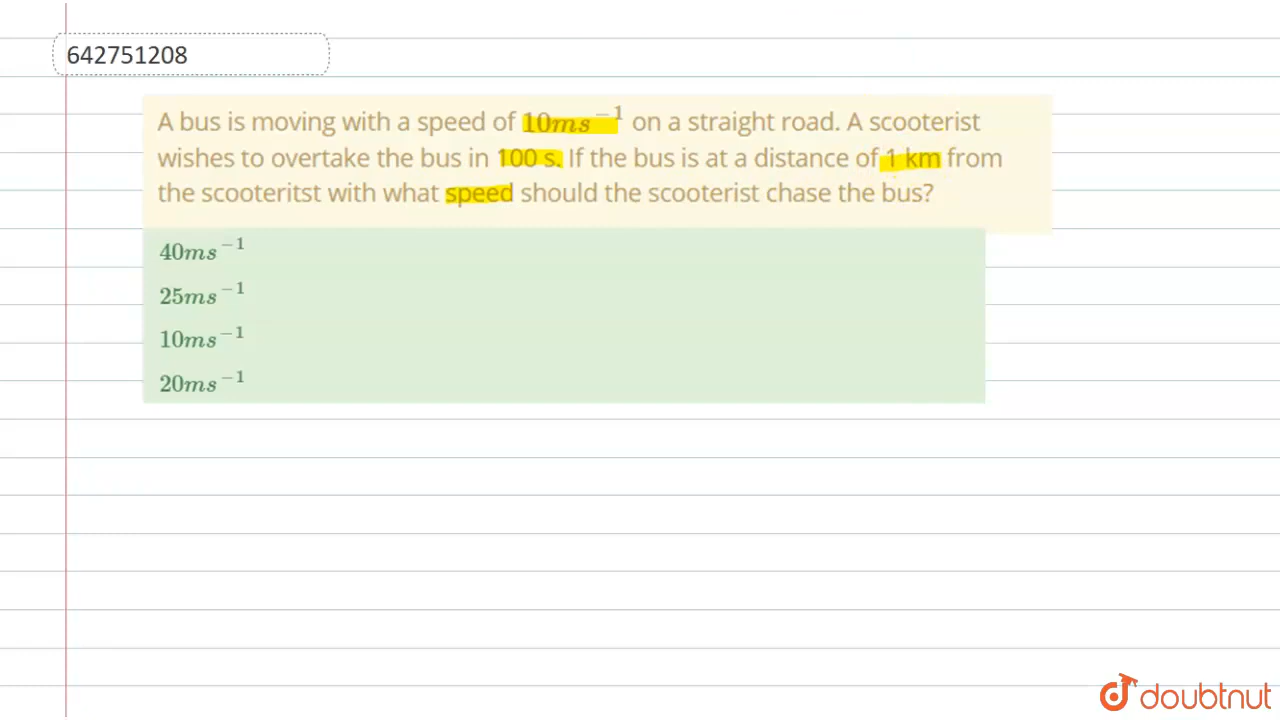 642751208
A bus is moving with a speed of 10ms⁻¹ on a straight road. A scooterist
wishes to overtake the bus in 100 s. If the bus is at a distance of 1 km from
the scooteritst with what speed should the scooterist chase the bus?
40ms⁻¹
25ms⁻¹
10ms⁻¹
20ms⁻¹
doubtnut